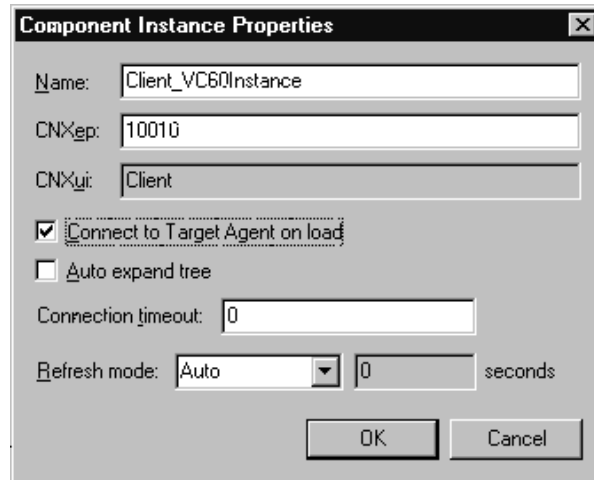 Component Instance Properties
Name: Client_VC60Instance
CNXep: 10010
CNXui: Client
Connect to Target Agent on load
Auto expand tree
Connection timeout: 0
Refresh mode: Auto 0 seconds
OK Cancel